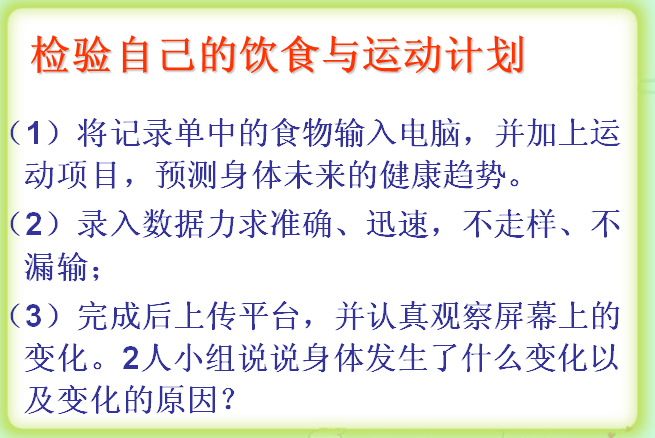 检验自己的饮食与运动计划
（1）将记录单中的食物输入电脑，并加上运
动项目，预测身体未来的健康趋势。
（2）录入数据力求准确、迅速，不走样、不
漏输；
（3）完成后上传平台，并认真观察屏幕上的
变化。2人小组说说身体发生了什么变化以
及变化的原因？